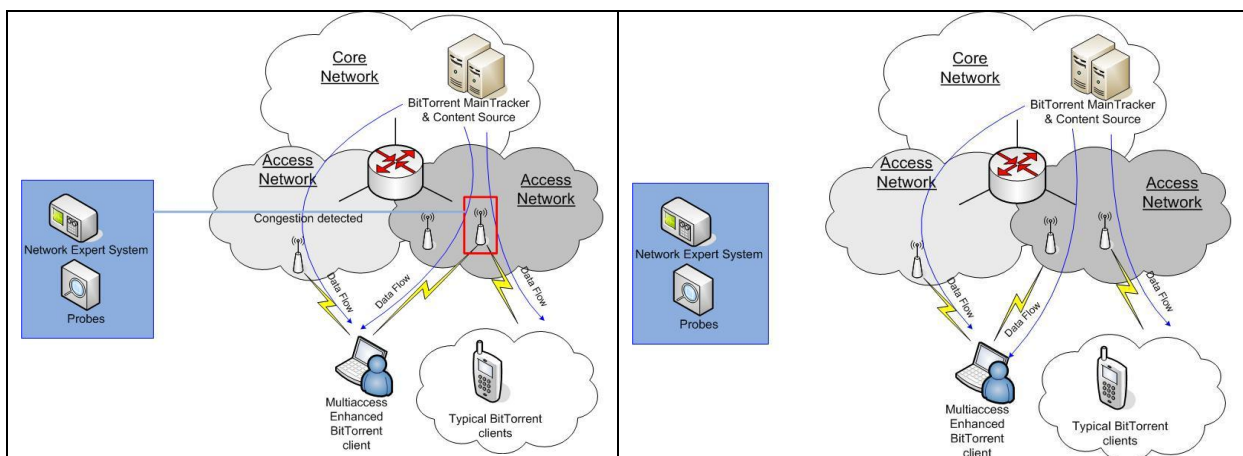 Core
Network
BitTorrent MainTracker
& Content Source
Access
Network
Access
Network
Congestion detected
Network Expert System
Probes
Data Flow
Data Flow
Data Flow
Multiaccess
Enhanced
BitTorrent
client
Typical BitTorrent
clients
Core
Network
BitTorrent MainTracker
& Content Source
Access
Network
Access
Network
Network Expert System
Probes
Data Flow
Data Flow
Data Flow
Multiaccess
Enhanced
BitTorrent
client
Typical BitTorrent
clients